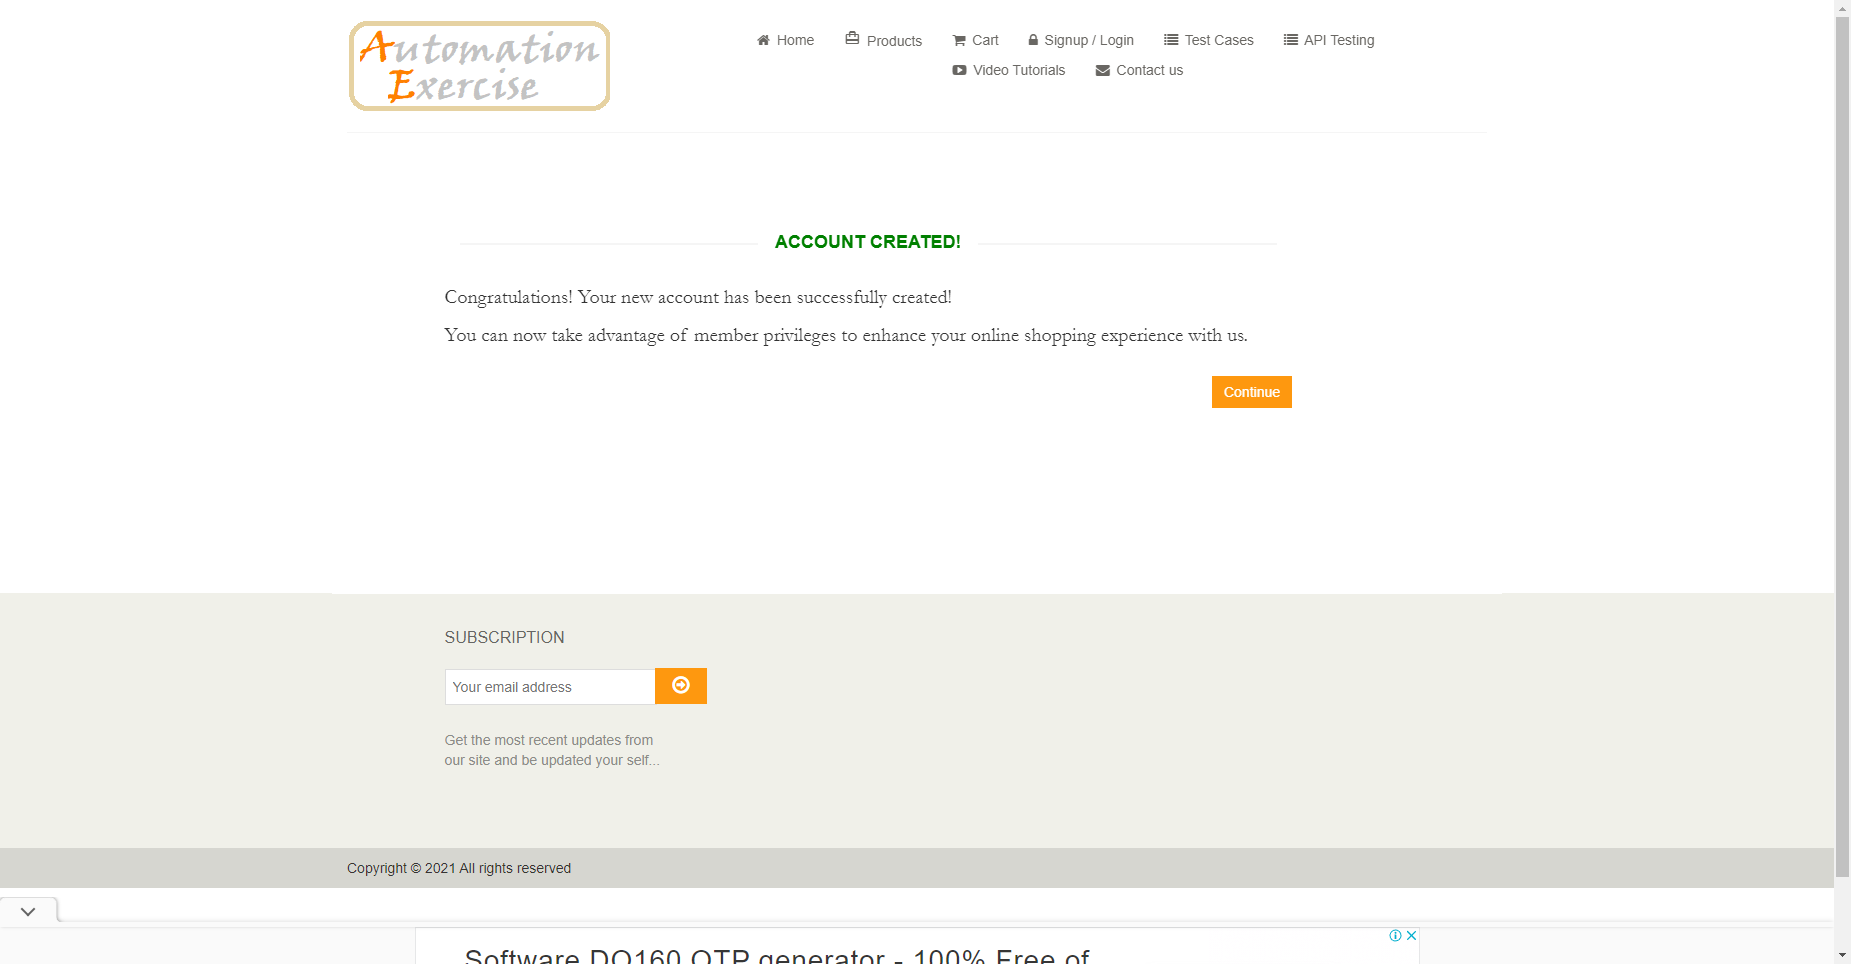 Automation
Exercise
Home
Products
Cart
Signup / Login
Test Cases
API Testing
Video Tutorials
Contact us
ACCOUNT CREATED!
Congratulations! Your new account has been successfully created!
You can now take advantage of member privileges to enhance your online shopping experience with us.
Continue
SUBSCRIPTION
Your email address
Get the most recent updates from
our site and be updated your self...
Copyright © 2021 All rights reserved
Software DO160 OTP generator - 100% Free of